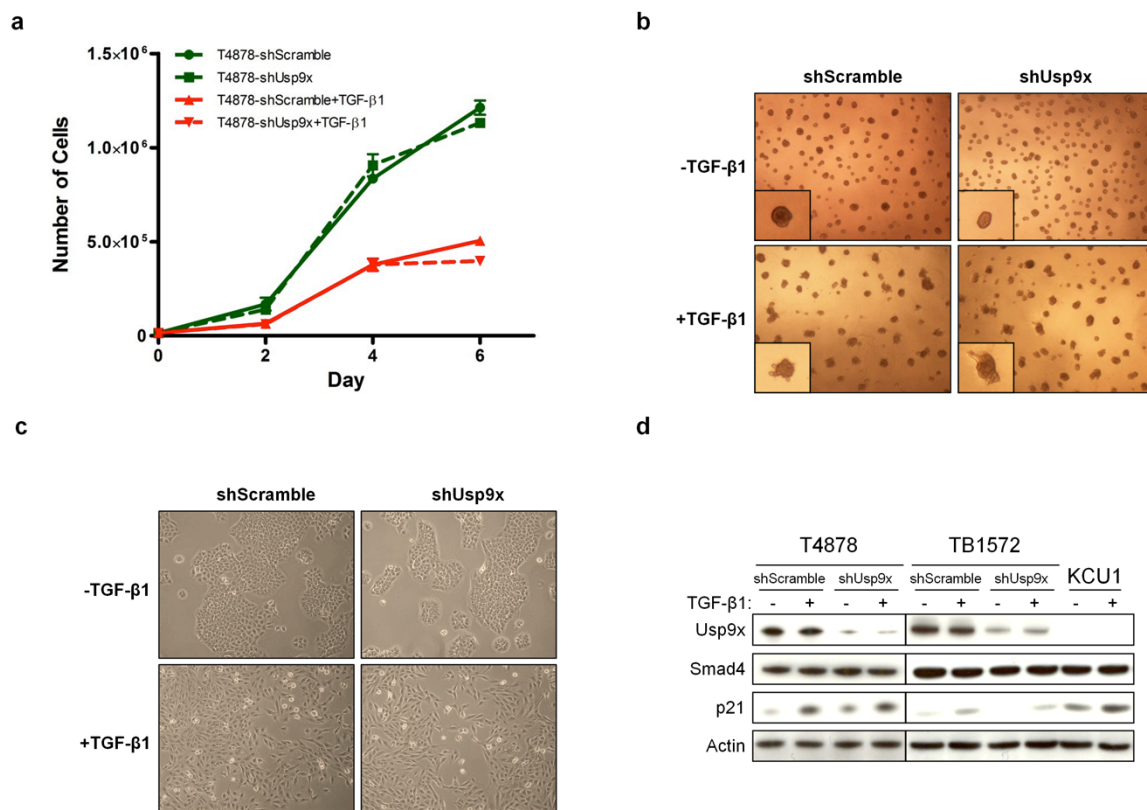 a
1.5×10⁶
1.0×10⁶
5.0×10⁵
0
Number of Cells
T4878-shScramble
T4878-shUsp9x
T4878-shScramble+TGF-β1
T4878-shUsp9x+TGF-β1
0 2 4 6
Day
b
shScramble shUsp9x
-TGF-β1
+TGF-β1
c
shScramble shUsp9x
-TGF-β1
+TGF-β1
d
T4878 TB1572
shScramble shUsp9x shScramble shUsp9x KCU1
TGF-β1: - + - + - + - + - +
Usp9x
Smad4
p21
Actin